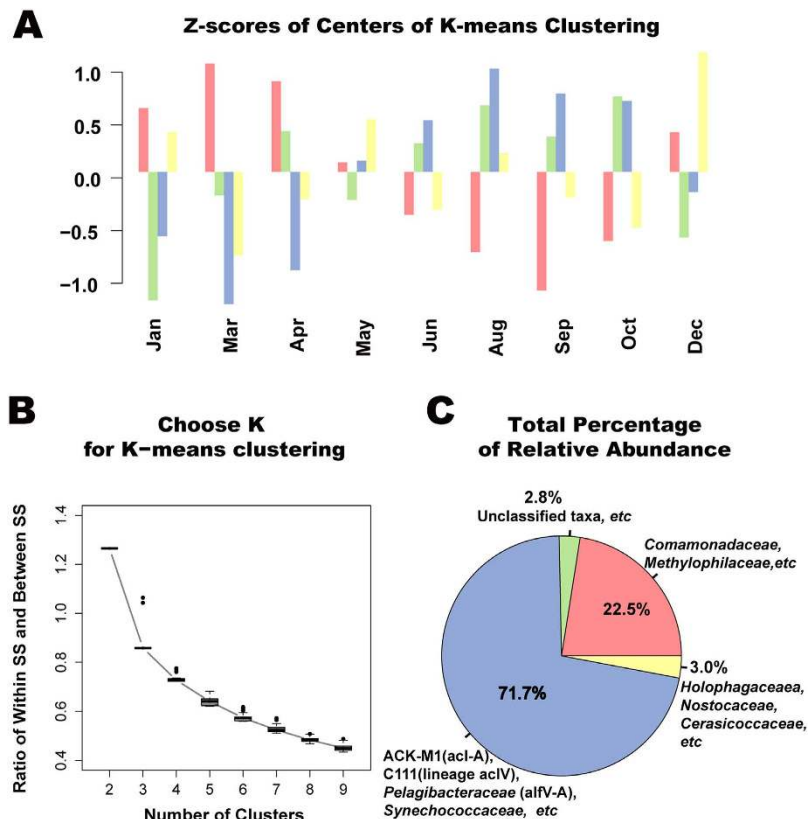 A
Z-scores of Centers of K-means Clustering
1.0
0.5
0.0
−0.5
−1.0
Jan
Mar
Apr
May
Jun
Aug
Sep
Oct
Dec
B
Choose K
for K−means clustering
Ratio of Within SS and Between SS
1.4
1.2
1.0
0.8
0.6
0.4
2 3 4 5 6 7 8 9
Number of Clusters
C
Total Percentage
of Relative Abundance
2.8%
Unclassified taxa, etc
Comamonadaceae,
Methylophilaceae,etc
22.5%
3.0%
Holophagaceaea,
Nostocaceae,
Cerasicoccaceae,
etc
71.7%
ACK-M1(acI-A),
C111(lineage acIV),
Pelagibacteraceae (alfV-A),
Synechococcaceae, etc